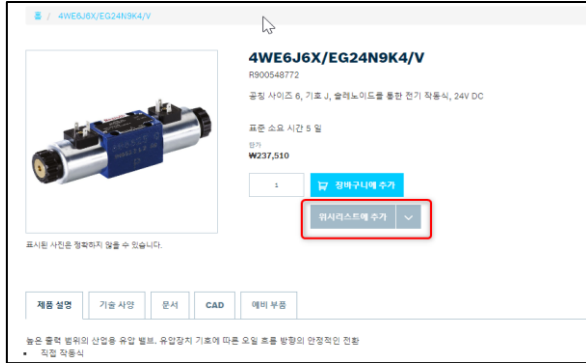 / 4WE6J6X/EG24N9K4/V
4WE6J6X/EG24N9K4/V
R900548772
공칭 사이즈 6, 기호 J, 솔레노이드를 통한 전기 작동식, 24V DC
표준 소요 시간 5 일
단가
₩237,510
1
장바구니에 추가
위시리스트에 추가
표시된 사진은 정확하지 않을 수 있습니다.
제품 설명 기술 사양 문서 CAD 예비 부품
높은 출력 범위의 산업용 유압 밸브. 유압장치 기호에 따른 오일 흐름 방향의 안정적인 전환
• 직접 작동식